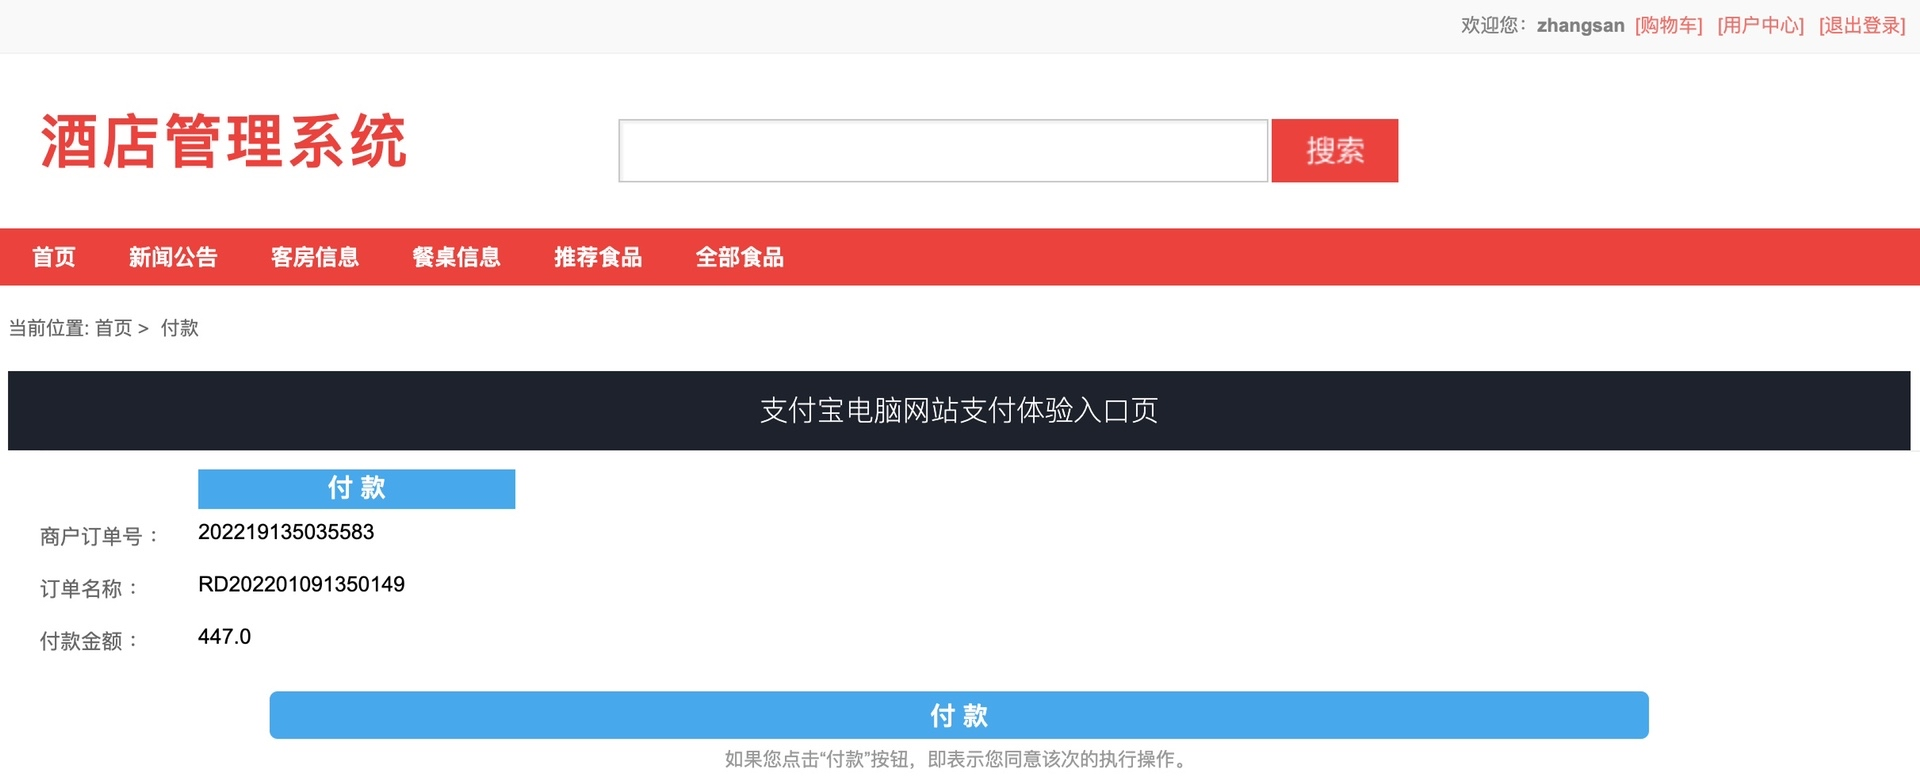 欢迎您：zhangsan [购物车] [用户中心] [退出登录]
酒店管理系统
搜索
首页 新闻公告 客房信息 餐桌信息 推荐食品 全部食品
当前位置: 首页 > 付款
支付宝电脑网站支付体验入口页
付 款
商户订单号： 202219135035583
订单名称： RD202201091350149
付款金额： 447.0
付 款
如果您点击“付款”按钮，即表示您同意该次的执行操作。